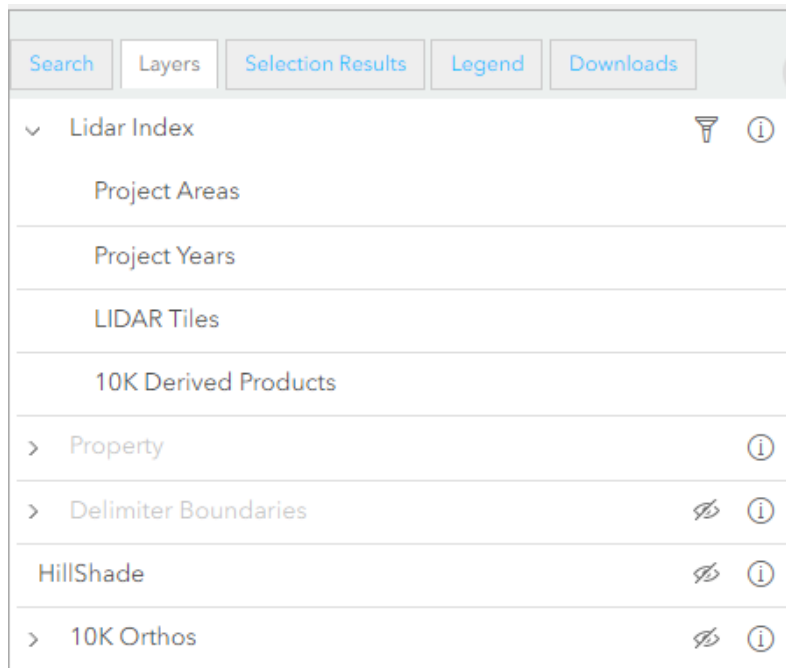 Search Layers Selection Results Legend Downloads
Lidar Index
Project Areas
Project Years
LIDAR Tiles
10K Derived Products
Property
Delimiter Boundaries
HillShade
10K Orthos